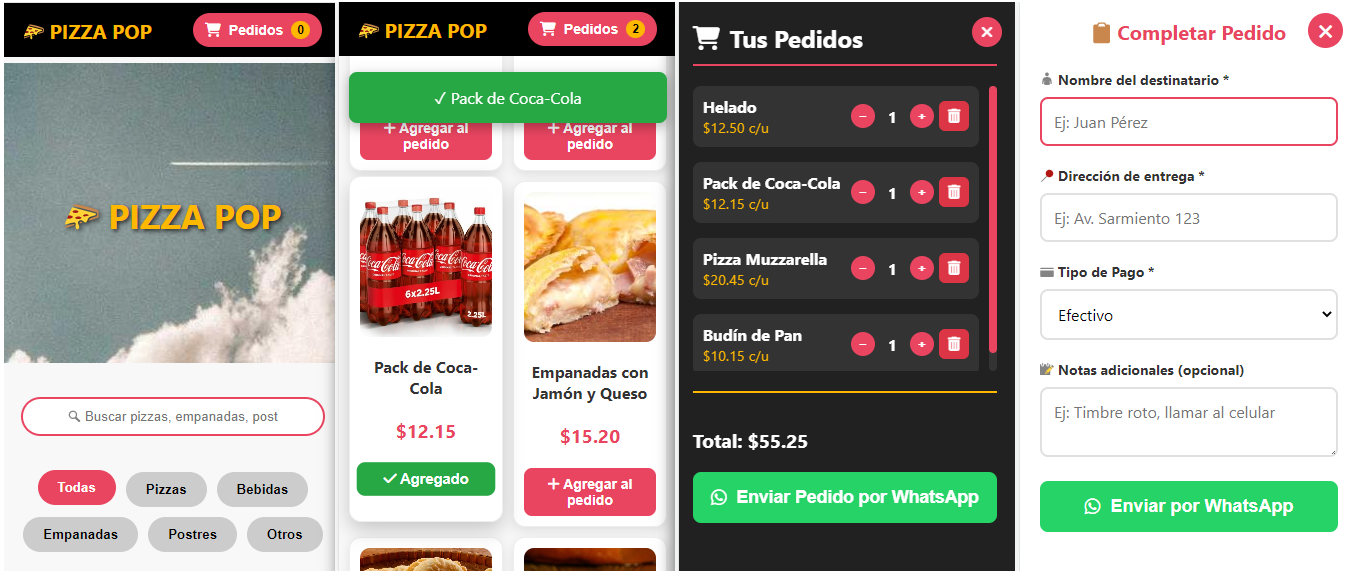 PIZZA POP
Pedidos 0
PIZZA POP
Buscar pizzas, empanadas, post
Todas
Pizzas
Bebidas
Empanadas
Postres
Otros
PIZZA POP
Pedidos 2
✓ Pack de Coca-Cola
+ Agregar al
pedido
+ Agregar al
pedido
Coca-Cola
6x2.25L
2.25L
Pack de Coca-
Cola
$12.15
✓ Agregado
Empanadas con
Jamón y Queso
$15.20
+ Agregar al
pedido
Tus Pedidos
×
Helado
$12.50 c/u
− 1 +
Pack de Coca-Cola
$12.15 c/u
− 1 +
Pizza Muzzarella
$20.45 c/u
− 1 +
Budín de Pan
$10.15 c/u
− 1 +
Total: $55.25
Enviar Pedido por WhatsApp
Completar Pedido
×
Nombre del destinatario *
Ej: Juan Pérez
Dirección de entrega *
Ej: Av. Sarmiento 123
Tipo de Pago *
Efectivo
Notas adicionales (opcional)
Ej: Timbre roto, llamar al celular
Enviar por WhatsApp